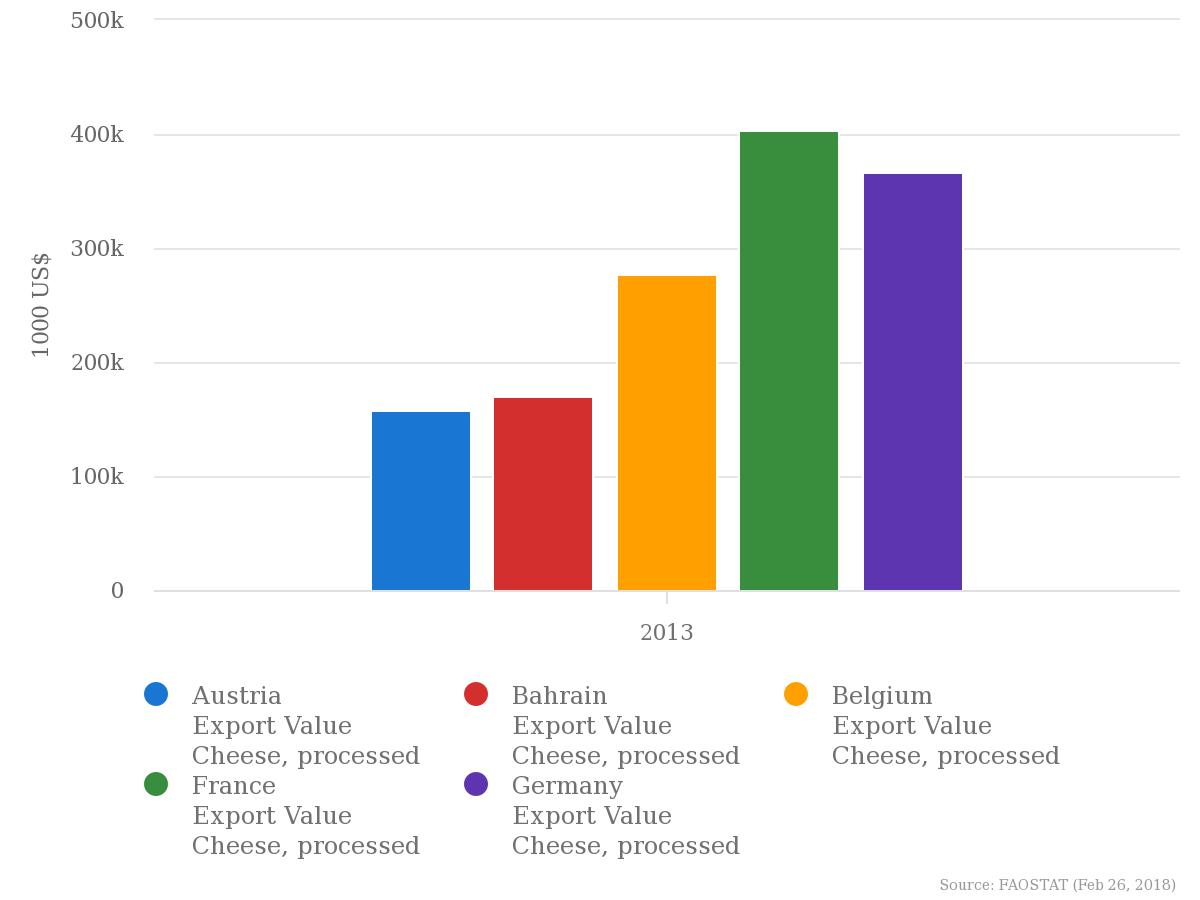 500k
400k
300k
200k
100k
0
1000 US$
2013
Austria
Export Value
Cheese, processed
Bahrain
Export Value
Cheese, processed
Belgium
Export Value
Cheese, processed
France
Export Value
Cheese, processed
Germany
Export Value
Cheese, processed
Source: FAOSTAT (Feb 26, 2018)